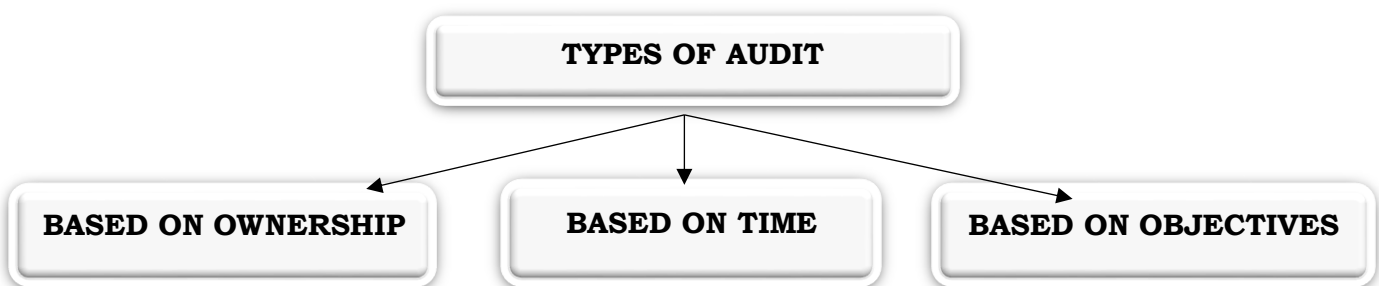 TYPES OF AUDIT
BASED ON OWNERSHIP
BASED ON TIME
BASED ON OBJECTIVES